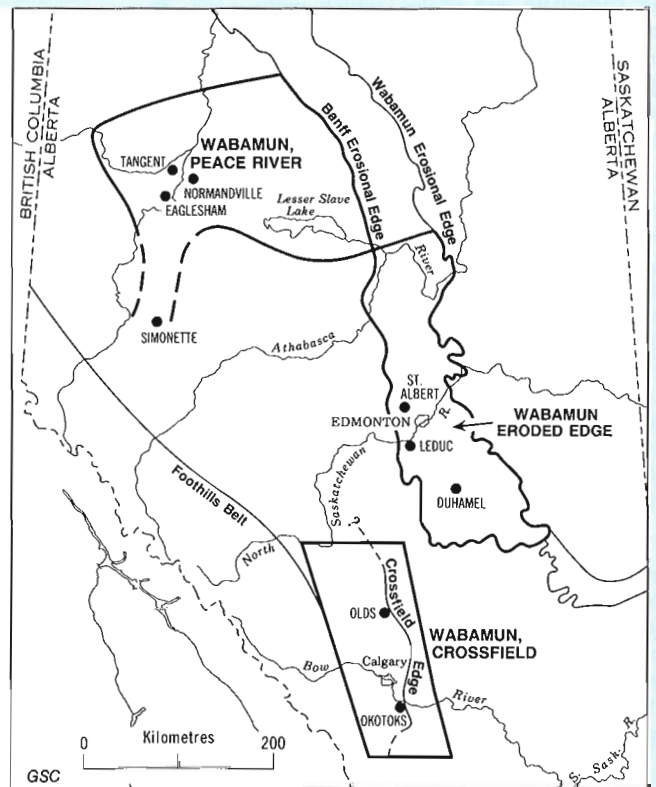 BRITISH COLUMBIA
ALBERTA
SASKATCHEWAN
ALBERTA
Wabamun Erosional Edge
Banff Erosional Edge
WABAMUN,
PEACE RIVER
TANGENT
NORMANDVILLE
EAGLESHAM
Lesser Slave
Lake
River
SIMONETTE
Athabasca
ST.
ALBERT
EDMONTON
R.
LEDUC
WABAMUN
ERODED EDGE
DUHAMEL
Saskatchewan
North
Foothills Belt
?
Crossfield
Edge
OLDS
WABAMUN,
CROSSFIELD
Bow
Calgary
River
OKOTOKS
S. Sask. R.
Kilometres
0 200
GSC